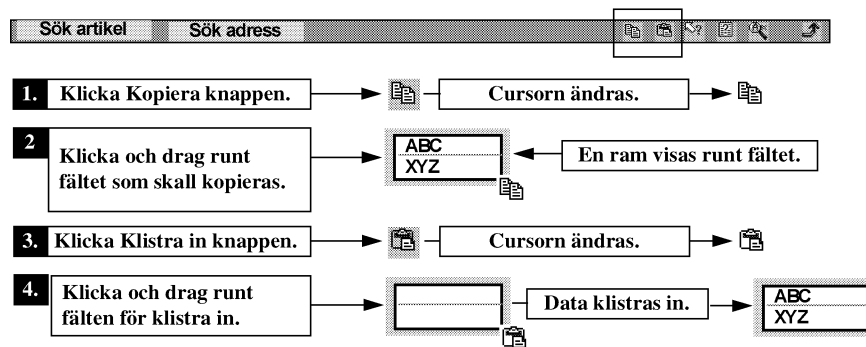 Sök artikel Sök adress
1. Klicka Kopiera knappen. Cursorn ändras.
2 Klicka och drag runt
fältet som skall kopieras.
ABC
XYZ
En ram visas runt fältet.
3. Klicka Klistra in knappen. Cursorn ändras.
4. Klicka och drag runt
fälten för klistra in.
Data klistras in.
ABC
XYZ